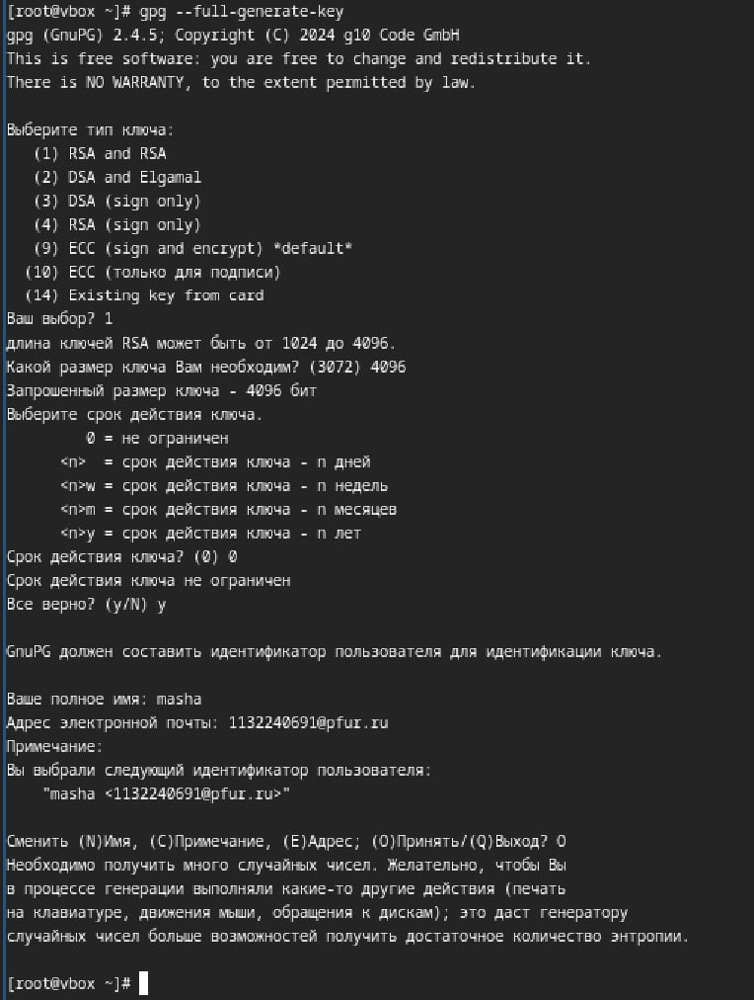 [root@vbox ~]# gpg --full-generate-key
gpg (GnuPG) 2.4.5; Copyright (C) 2024 g10 Code GmbH
This is free software: you are free to change and redistribute it.
There is NO WARRANTY, to the extent permitted by law.

Выберите тип ключа:
   (1) RSA and RSA
   (2) DSA and Elgamal
   (3) DSA (sign only)
   (4) RSA (sign only)
   (9) ECC (sign and encrypt) *default*
  (10) ECC (только для подписи)
  (14) Existing key from card
Ваш выбор? 1
длина ключей RSA может быть от 1024 до 4096.
Какой размер ключа Вам необходим? (3072) 4096
Запрошенный размер ключа - 4096 бит
Выберите срок действия ключа.
         0 = не ограничен
      <n>  = срок действия ключа - n дней
      <n>w = срок действия ключа - n недель
      <n>m = срок действия ключа - n месяцев
      <n>y = срок действия ключа - n лет
Срок действия ключа? (0) 0
Срок действия ключа не ограничен
Все верно? (y/N) y

GnuPG должен составить идентификатор пользователя для идентификации ключа.

Ваше полное имя: masha
Адрес электронной почты: 1132240691@pfur.ru
Примечание:
Вы выбрали следующий идентификатор пользователя:
    "masha <1132240691@pfur.ru>"

Сменить (N)Имя, (C)Примечание, (E)Адрес; (O)Принять/(Q)Выход? O
Необходимо получить много случайных чисел. Желательно, чтобы Вы
в процессе генерации выполняли какие-то другие действия (печать
на клавиатуре, движения мыши, обращения к дискам); это даст генератору
случайных чисел больше возможностей получить достаточное количество энтропии.

[root@vbox ~]#